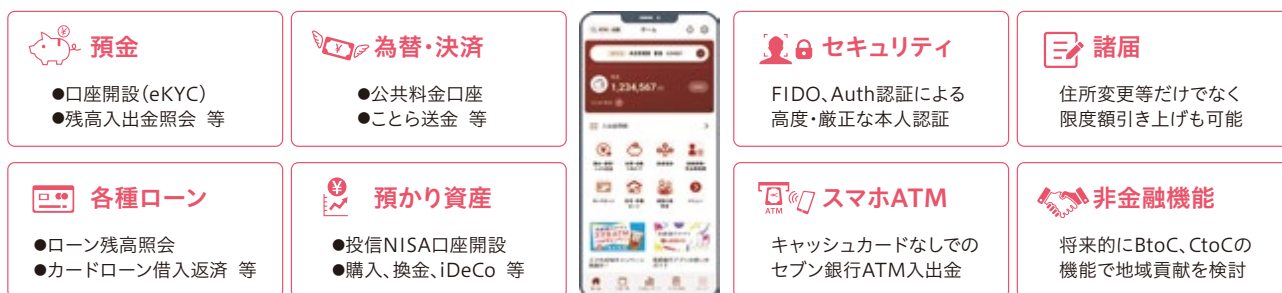 預金
●口座開設(eKYC)
●残高入出金照会 等
為替・決済
●公共料金口座
●ことら送金 等
ホーム
1,234,567
セキュリティ
FIDO、Auth認証による
高度・厳正な本人認証
諸届
住所変更等だけでなく
限度額引き上げも可能
各種ローン
●ローン残高照会
●カードローン借入返済 等
預かり資産
●投信NISA口座開設
●購入、換金、iDeCo 等
ATM
スマホATM
キャッシュカードなしでの
セブン銀行ATM入出金
非金融機能
将来的にBtoC、CtoCの
機能で地域貢献を検討